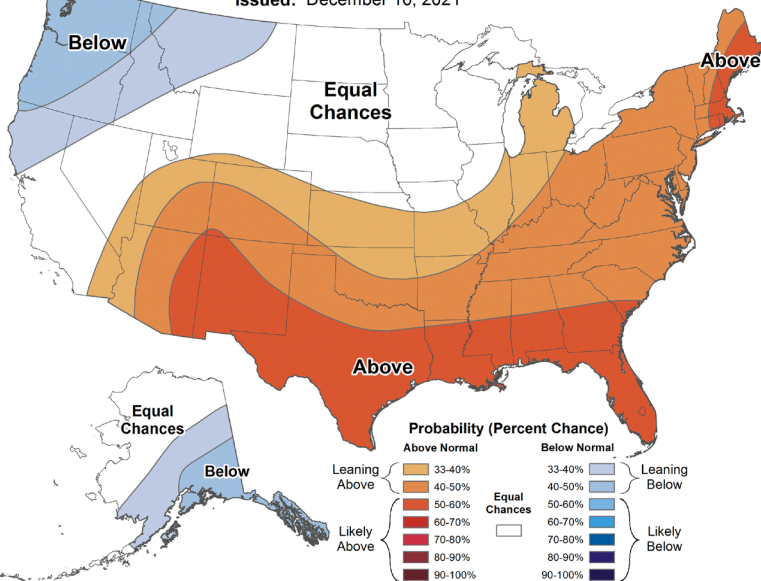 Issued: December 16, 2021
Below
Above
Equal
Chances
Above
Equal
Chances
Below
Probability (Percent Chance)
Above Normal
Below Normal
Leaning
Above
33-40%
40-50%
50-60%
60-70%
70-80%
80-90%
90-100%
Likely
Above
Equal
Chances
33-40%
40-50%
50-60%
60-70%
70-80%
80-90%
90-100%
Leaning
Below
Likely
Below